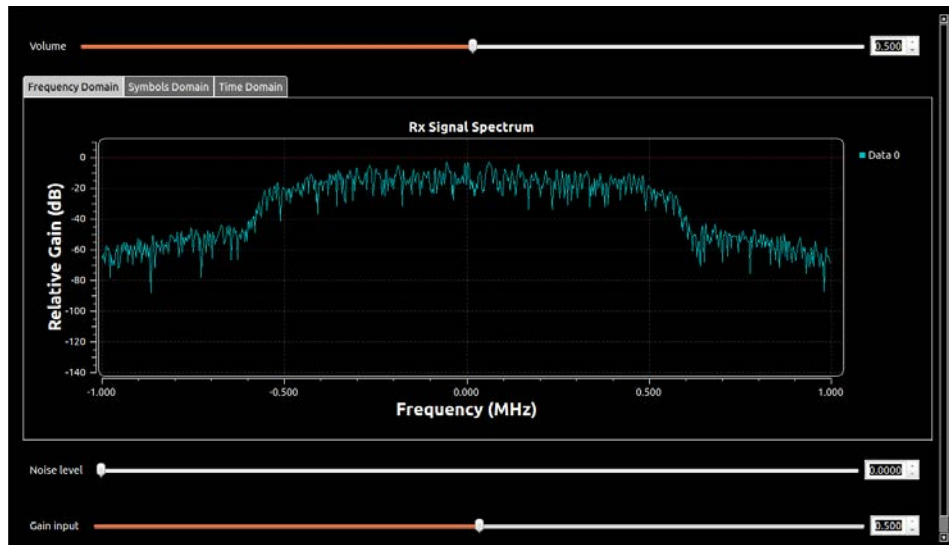 Volume
0.500
Frequency Domain Symbols Domain Time Domain
Rx Signal Spectrum
Data 0
Relative Gain (dB)
0
-20
-40
-60
-80
-100
-120
-140
-1.000 -0.500 0.000 0.500 1.000
Frequency (MHz)
Noise level
0.0000
Gain input
0.500